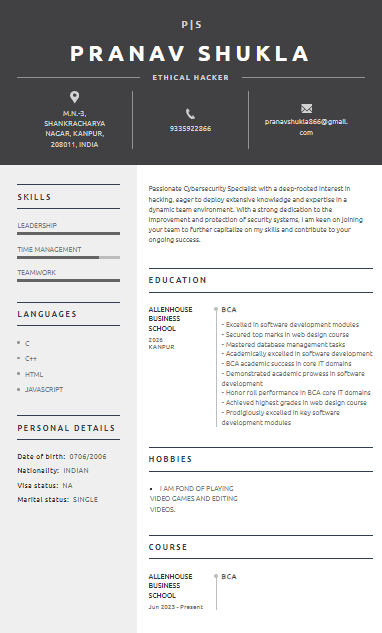 P|S
PRANAV SHUKLA
ETHICAL HACKER
M.N.-3,
SHANKRACHARYA
NAGAR, KANPUR,
208011, INDIA
9335922866
pranavshukla866@gmail.
com
SKILLS
LEADERSHIP
TIME MANAGEMENT
TEAMWORK
LANGUAGES
C
C++
HTML
JAVASCRIPT
PERSONAL DETAILS
Date of birth: 0706/2006
Nationality: INDIAN
Visa status: NA
Marital status: SINGLE
Passionate Cybersecurity Specialist with a deep-rooted interest in
hacking, eager to deploy extensive knowledge and expertise in a
dynamic team environment. With a strong dedication to the
improvement and protection of security systems, I am keen on joining
your team to further capitalize on my skills and contribute to your
ongoing success.
EDUCATION
ALLENHOUSE
BUSINESS
SCHOOL
2026
KANPUR
BCA
- Excelled in software development modules
- Secured top marks in web design course
- Mastered database management tasks
- Academically excelled in software development
- BCA academic success in core IT domains
- Demonstrated academic prowess in software
development
- Honor roll performance in BCA core IT domains
- Achieved highest grades in web design course
- Prodigiously excelled in key software
development modules
HOBBIES
• I AM FOND OF PLAYING
VIDEO GAMES AND EDITING
VIDEOS.
COURSE
ALLENHOUSE
BUSINESS
SCHOOL
Jun 2023 - Present
BCA